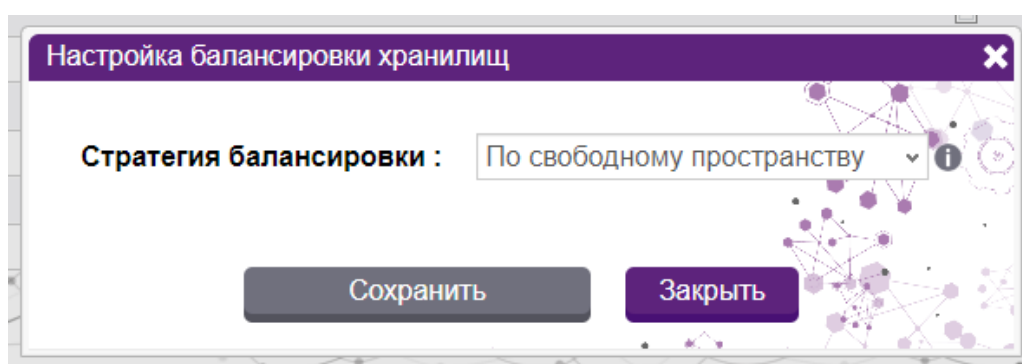 Настройка балансировки хранилищ
Стратегия балансировки : По свободному пространству
Сохранить Закрыть